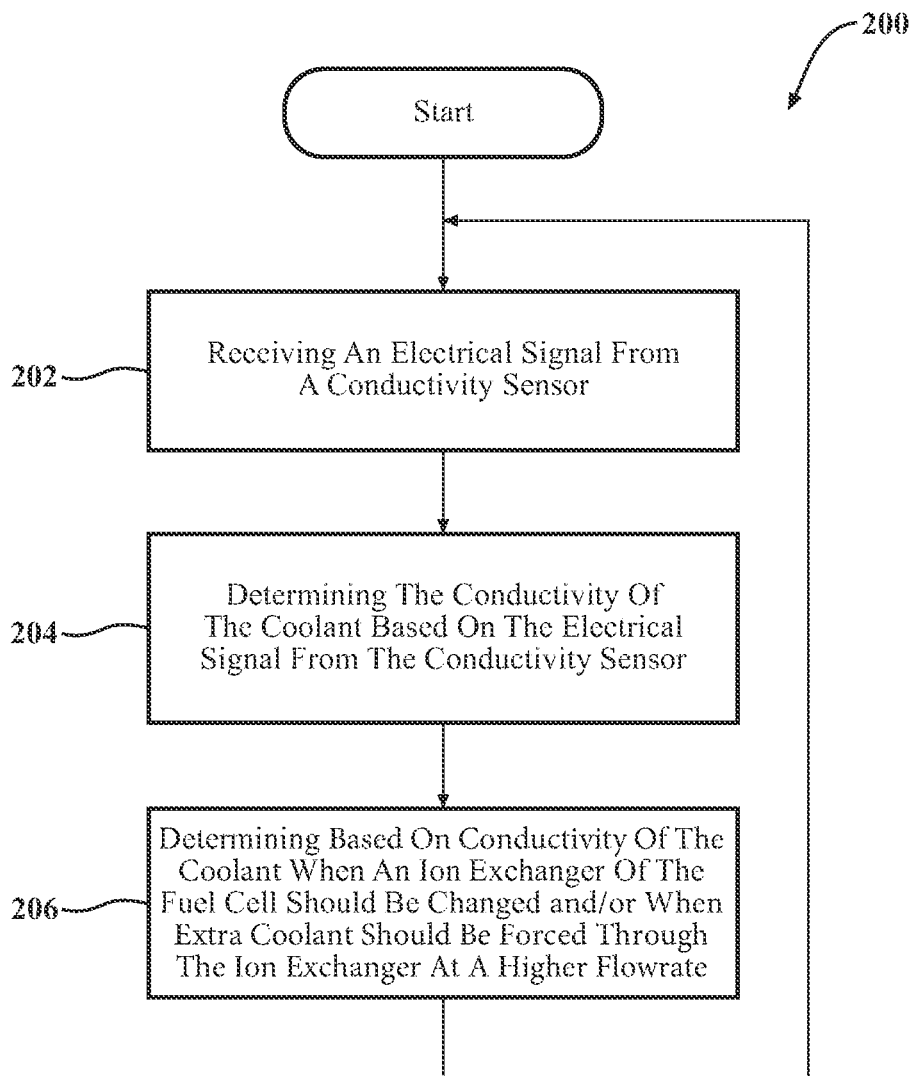 200
Start
Receiving An Electrical Signal From
A Conductivity Sensor
202
Determining The Conductivity Of
The Coolant Based On The Electrical
Signal From The Conductivity Sensor
204
Determining Based On Conductivity Of The
Coolant When An Ion Exchanger Of The
Fuel Cell Should Be Changed and/or When
Extra Coolant Should Be Forced Through
The Ion Exchanger At A Higher Flowrate
206